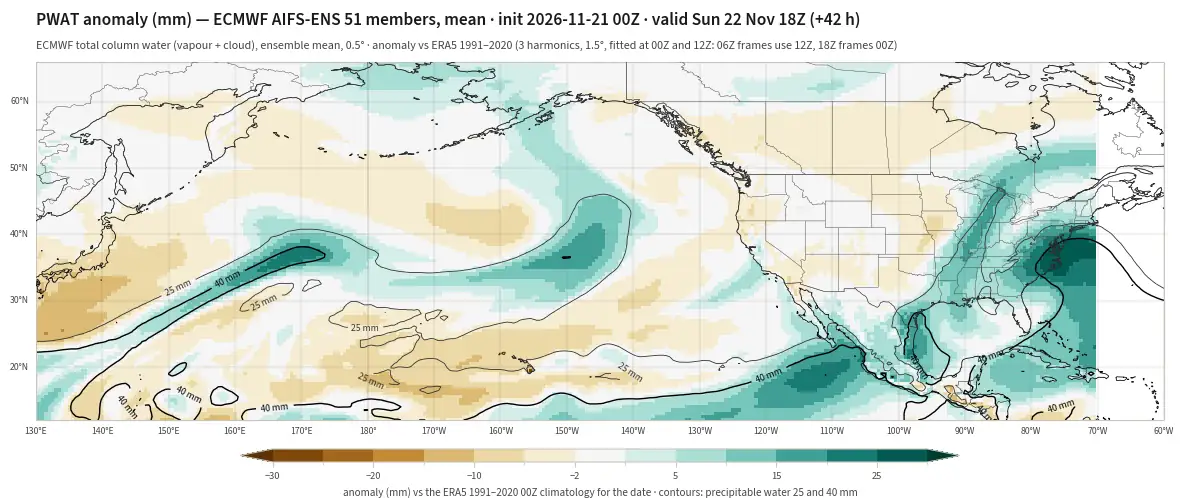 PWAT anomaly (mm) — ECMWF AIFS-ENS 51 members, mean · init 2026-11-21 00Z · valid Sun 22 Nov 18Z (+42 h)
ECMWF total column water (vapour + cloud), ensemble mean, 0.5° · anomaly vs ERA5 1991–2020 (3 harmonics, 1.5°, fitted at 00Z and 12Z: 06Z frames use 12Z, 18Z frames 00Z)
60°N
50°N
40°N
30°N
20°N
25 mm
40 mm
25 mm
25 mm
25 mm
25 mm
40 mm
40 mm
40 mm
40 mm
40 mm
40 mm
130°E 140°E 150°E 160°E 170°E 180° 170°W 160°W 150°W 140°W 130°W 120°W 110°W 100°W 90°W 80°W 70°W 60°W
−30 −20 −10 −2 5 15 25
anomaly (mm) vs the ERA5 1991–2020 00Z climatology for the date · contours: precipitable water 25 and 40 mm